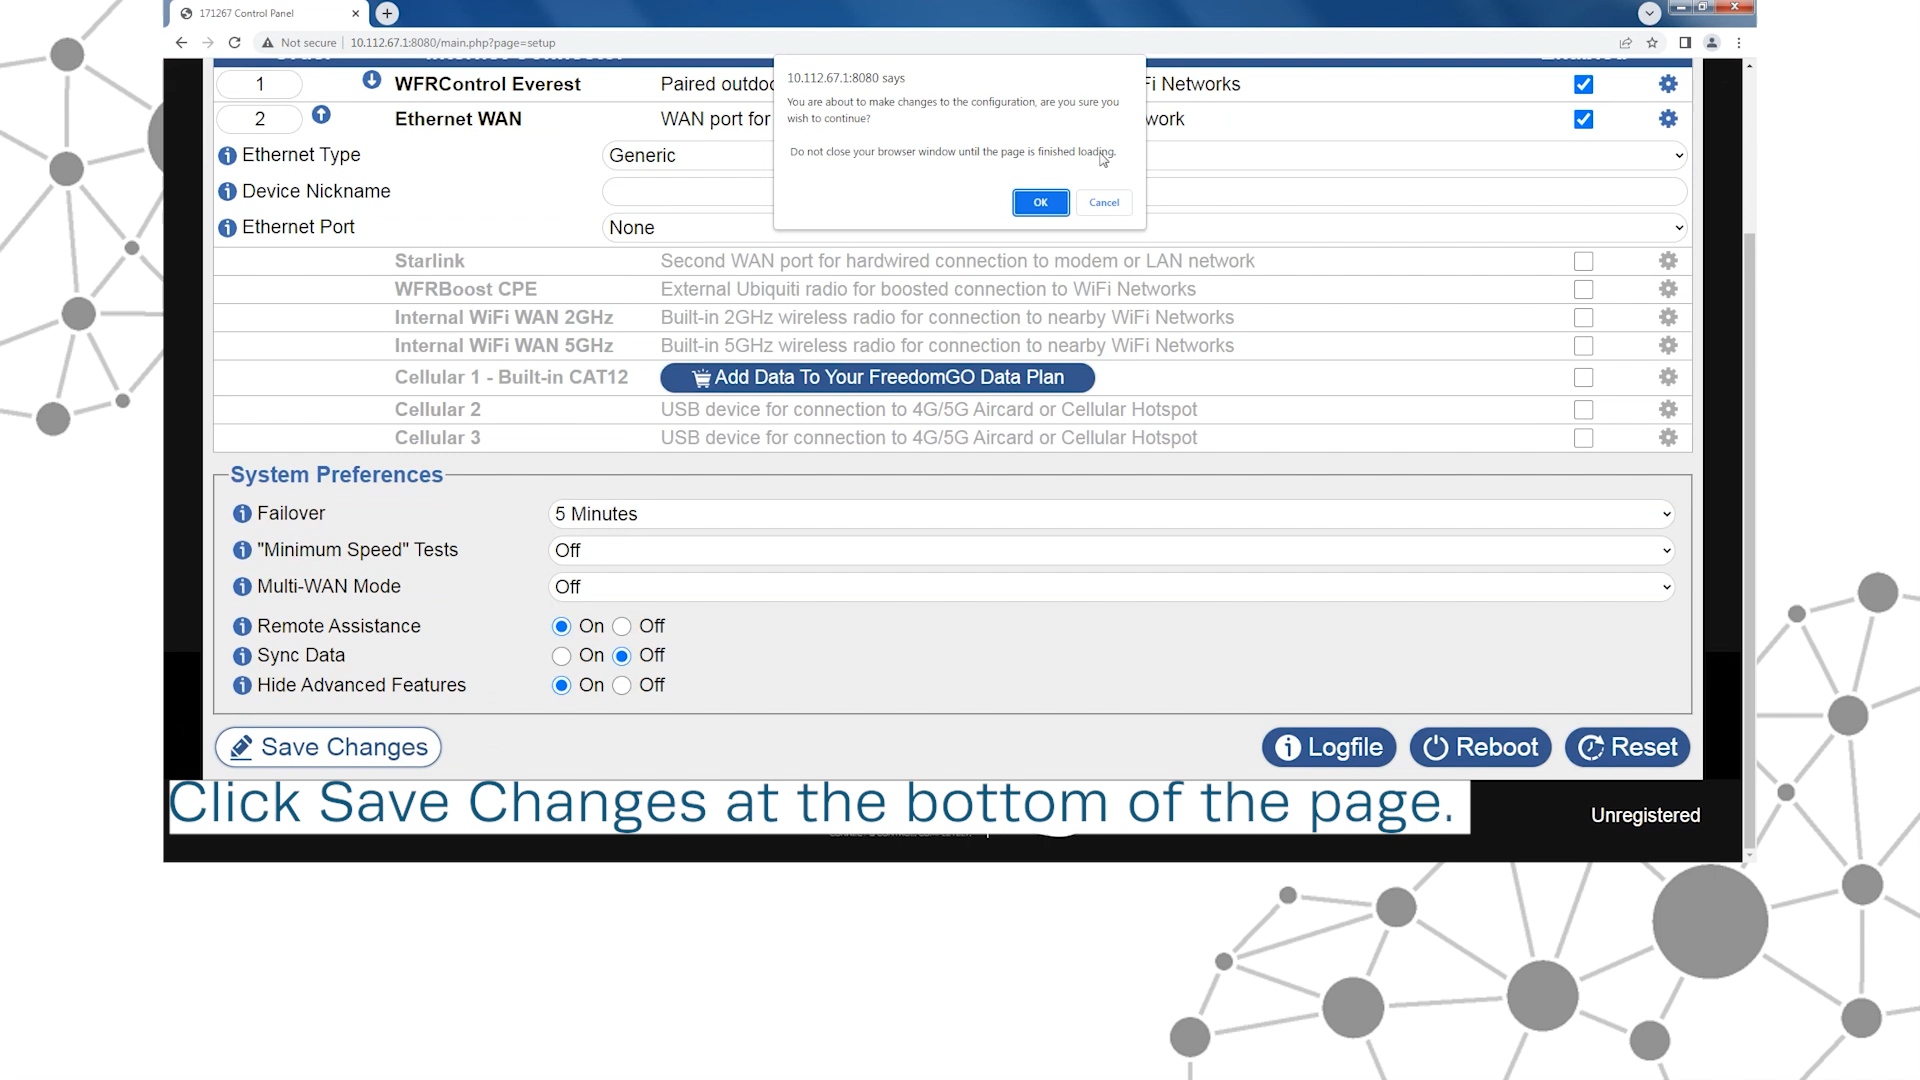 171267 Control Panel
Not secure 10.112.67.1:8080/main.php?page=setup
10.112.67.1:8080 says
You are about to make changes to the configuration, are you sure you
wish to continue?
Do not close your browser window until the page is finished loading.
OK Cancel
1 WFRControl Everest Paired outdoo Fi Networks
2 Ethernet WAN WAN port for work
Ethernet Type Generic
Device Nickname
Ethernet Port None
Starlink Second WAN port for hardwired connection to modem or LAN network
WFRBoost CPE External Ubiquiti radio for boosted connection to WiFi Networks
Internal WiFi WAN 2GHz Built-in 2GHz wireless radio for connection to nearby WiFi Networks
Internal WiFi WAN 5GHz Built-in 5GHz wireless radio for connection to nearby WiFi Networks
Cellular 1 - Built-in CAT12 Add Data To Your FreedomGO Data Plan
Cellular 2 USB device for connection to 4G/5G Aircard or Cellular Hotspot
Cellular 3 USB device for connection to 4G/5G Aircard or Cellular Hotspot
System Preferences
Failover 5 Minutes
"Minimum Speed" Tests Off
Multi-WAN Mode Off
Remote Assistance On Off
Sync Data On Off
Hide Advanced Features On Off
Save Changes Logfile Reboot Reset
Click Save Changes at the bottom of the page.
Unregistered